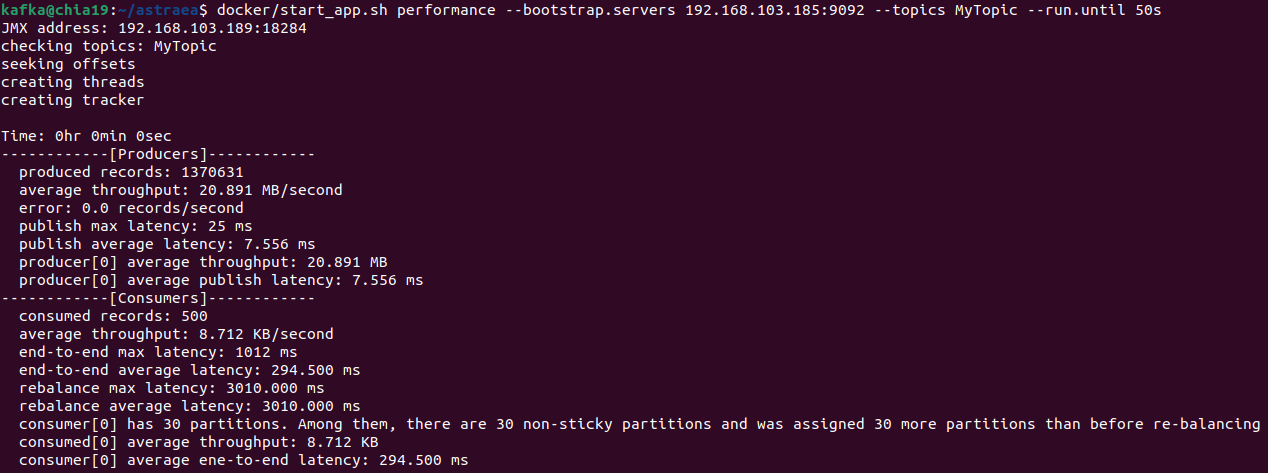 kafka@chia19:~/astraea$ docker/start_app.sh performance --bootstrap.servers 192.168.103.185:9092 --topics MyTopic --run.until 50s
JMX address: 192.168.103.189:18284
checking topics: MyTopic
seeking offsets
creating threads
creating tracker

Time: 0hr 0min 0sec
------------[Producers]------------
  produced records: 1370631
  average throughput: 20.891 MB/second
  error: 0.0 records/second
  publish max latency: 25 ms
  publish average latency: 7.556 ms
  producer[0] average throughput: 20.891 MB
  producer[0] average publish latency: 7.556 ms
------------[Consumers]------------
  consumed records: 500
  average throughput: 8.712 KB/second
  end-to-end max latency: 1012 ms
  end-to-end average latency: 294.500 ms
  rebalance max latency: 3010.000 ms
  rebalance average latency: 3010.000 ms
  consumer[0] has 30 partitions. Among them, there are 30 non-sticky partitions and was assigned 30 more partitions than before re-balancing
  consumed[0] average throughput: 8.712 KB
  consumer[0] average ene-to-end latency: 294.500 ms